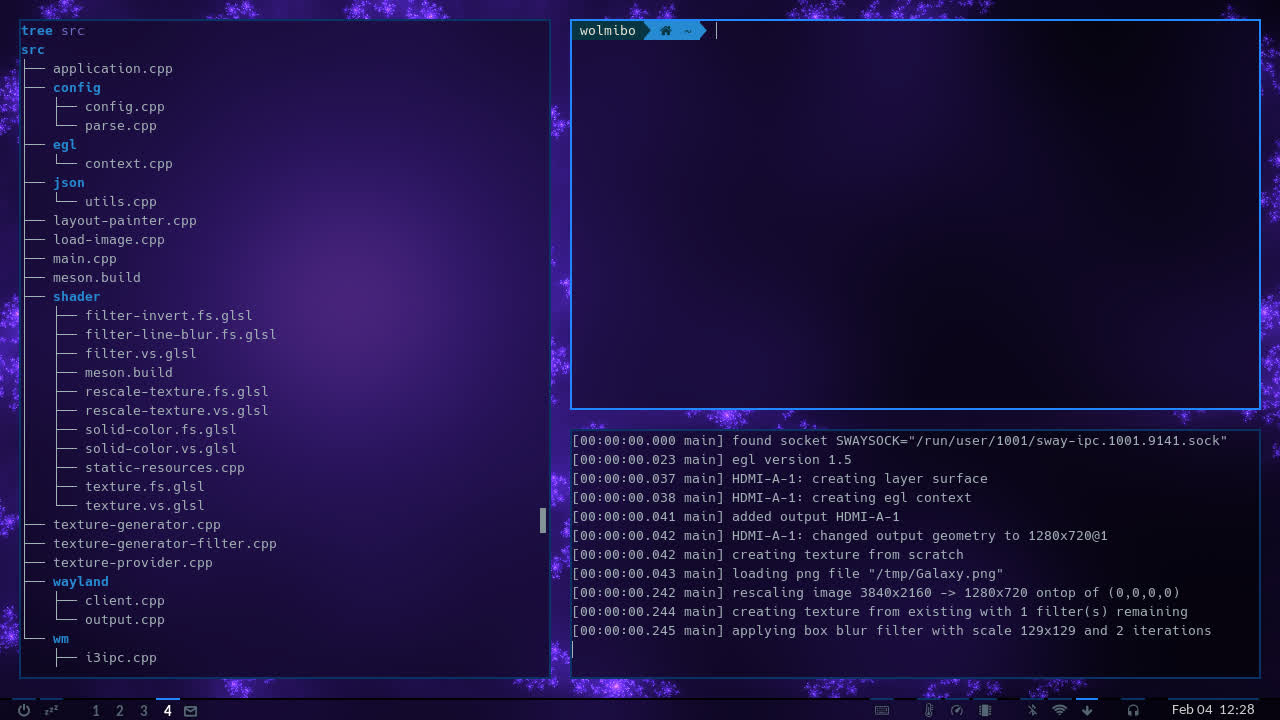 tree src
src
├── application.cpp
├── config
│   ├── config.cpp
│   └── parse.cpp
├── egl
│   └── context.cpp
├── json
│   └── utils.cpp
├── layout-painter.cpp
├── load-image.cpp
├── main.cpp
├── meson.build
├── shader
│   ├── filter-invert.fs.glsl
│   ├── filter-line-blur.fs.glsl
│   ├── filter.vs.glsl
│   ├── meson.build
│   ├── rescale-texture.fs.glsl
│   ├── rescale-texture.vs.glsl
│   ├── solid-color.fs.glsl
│   ├── solid-color.vs.glsl
│   ├── static-resources.cpp
│   ├── texture.fs.glsl
│   └── texture.vs.glsl
├── texture-generator.cpp
├── texture-generator-filter.cpp
├── texture-provider.cpp
├── wayland
│   ├── client.cpp
│   └── output.cpp
└── wm
    ├── i3ipc.cpp
wolmibo ~
[00:00:00.000 main] found socket SWAYSOCK="/run/user/1001/sway-ipc.1001.9141.sock"
[00:00:00.023 main] egl version 1.5
[00:00:00.037 main] HDMI-A-1: creating layer surface
[00:00:00.038 main] HDMI-A-1: creating egl context
[00:00:00.041 main] added output HDMI-A-1
[00:00:00.042 main] HDMI-A-1: changed output geometry to 1280x720@1
[00:00:00.042 main] creating texture from scratch
[00:00:00.043 main] loading png file "/tmp/Galaxy.png"
[00:00:00.242 main] rescaling image 3840x2160 -> 1280x720 ontop of (0,0,0,0)
[00:00:00.244 main] creating texture from existing with 1 filter(s) remaining
[00:00:00.245 main] applying box blur filter with scale 129x129 and 2 iterations
zzz 1 2 3 4 Feb 04 12:28